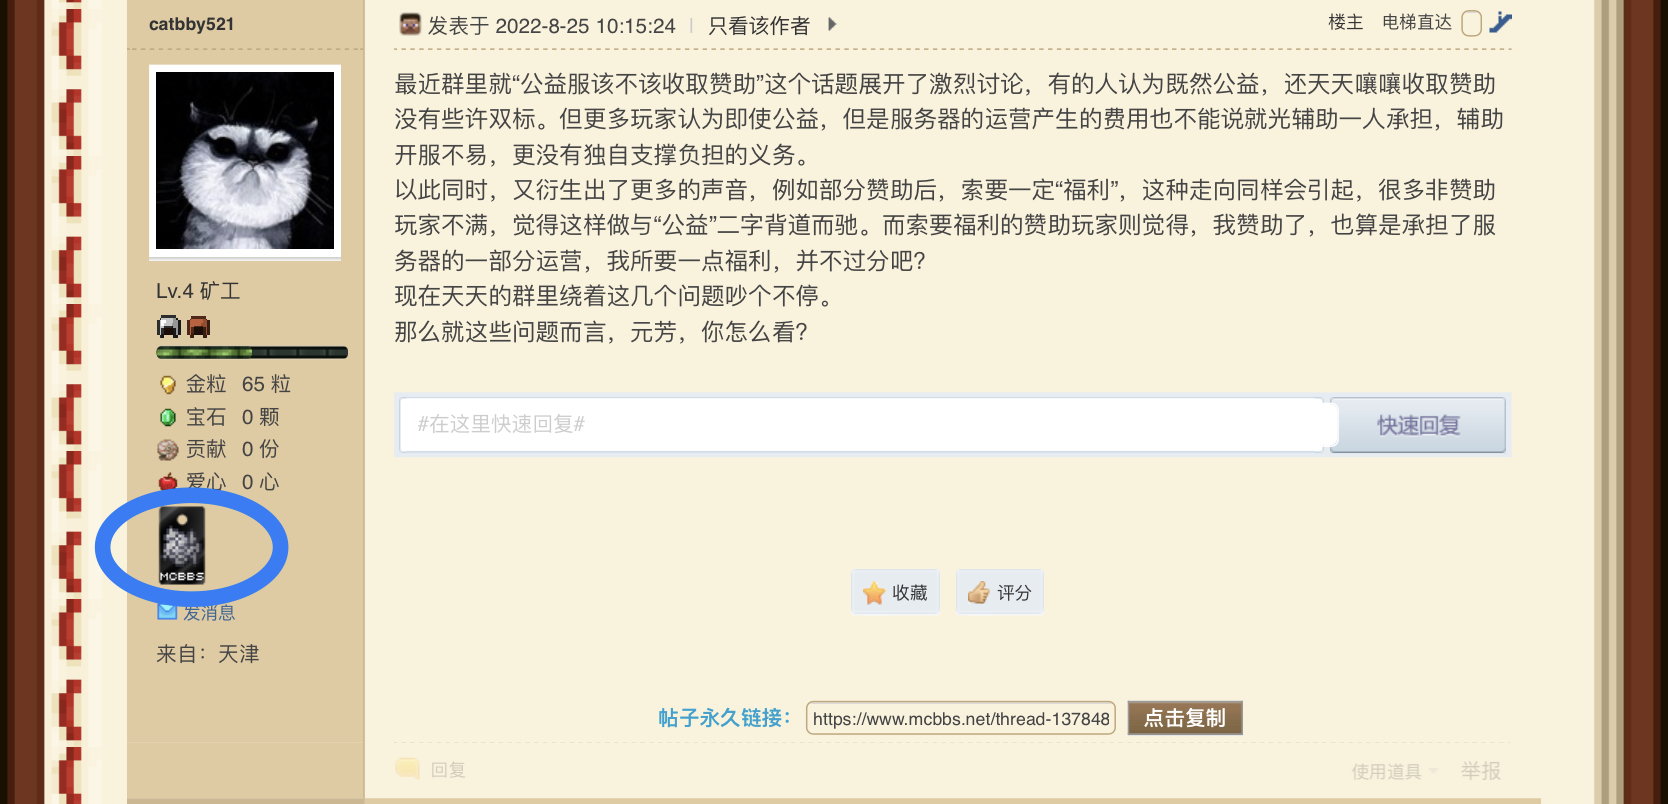 catbby521
发表于 2022-8-25 10:15:24
只看该作者
楼主
电梯直达
最近群里就“公益服该不该收取赞助”这个话题展开了激烈讨论，有的人认为既然公益，还天天嚷嚷收取赞助
没有些许双标。但更多玩家认为即使公益，但是服务器的运营产生的费用也不能说就光辅助一人承担，辅助
开服不易，更没有独自支撑负担的义务。
以此同时，又衍生出了更多的声音，例如部分赞助后，索要一定“福利”，这种走向同样会引起，很多非赞助
玩家不满，觉得这样做与“公益”二字背道而驰。而索要福利的赞助玩家则觉得，我赞助了，也算是承担了服
务器的一部分运营，我所要一点福利，并不过分吧？
现在天天的群里绕着这几个问题吵个不停。
那么就这些问题而言，元芳，你怎么看？
Lv.4 矿工
金粒 65 粒
宝石 0 颗
贡献 0 份
爱心 0 心
MCBBS
发消息
来自：天津
#在这里快速回复#
快速回复
收藏
评分
帖子永久链接：
https://www.mcbbs.net/thread-137848
点击复制
回复
使用道具
举报